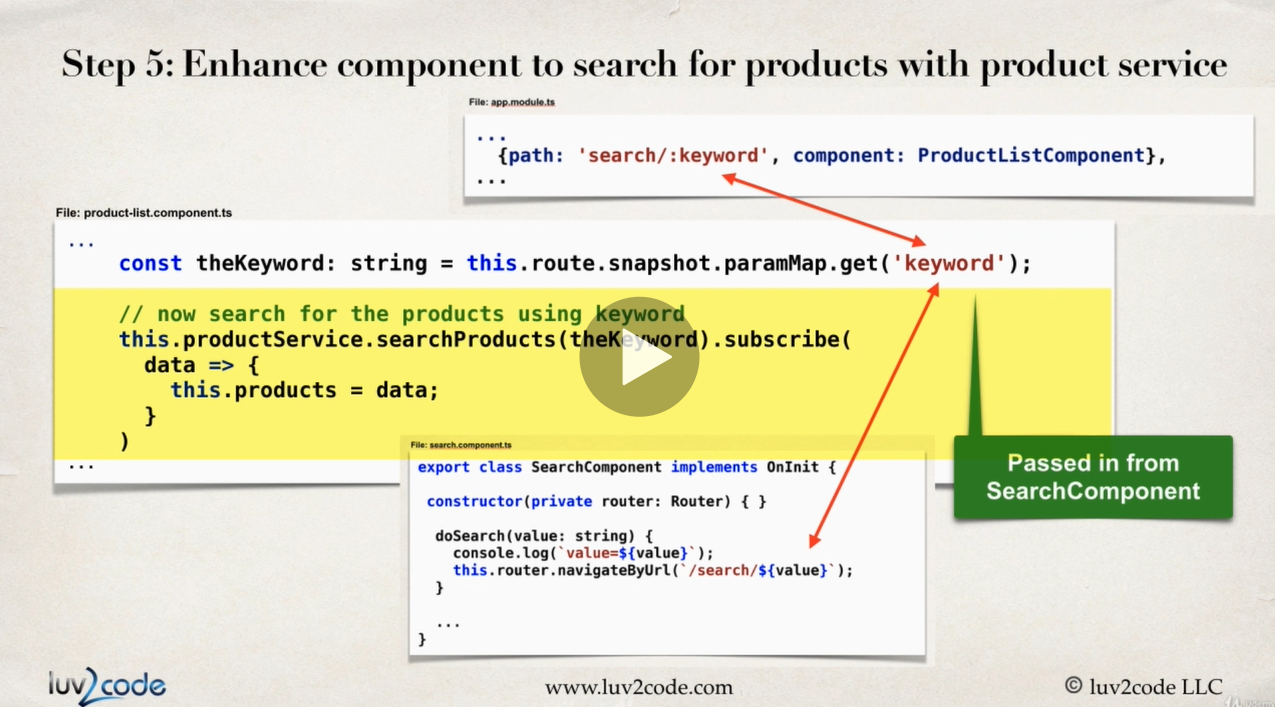 Step 5: Enhance component to search for products with product service
File: app.module.ts
...
{path: 'search/:keyword', component: ProductListComponent},
...
File: product-list.component.ts
...
const theKeyword: string = this.route.snapshot.paramMap.get('keyword');
// now search for the products using keyword
this.productService.searchProducts(theKeyword).subscribe(
data => {
this.products = data;
}
)
...
File: search.component.ts
export class SearchComponent implements OnInit {
constructor(private router: Router) { }
doSearch(value: string) {
console.log(`value=${value}`);
this.router.navigateByUrl(`/search/${value}`);
}
...
}
Passed in from
SearchComponent
luv2code
www.luv2code.com
© luv2code LLC
Udemy